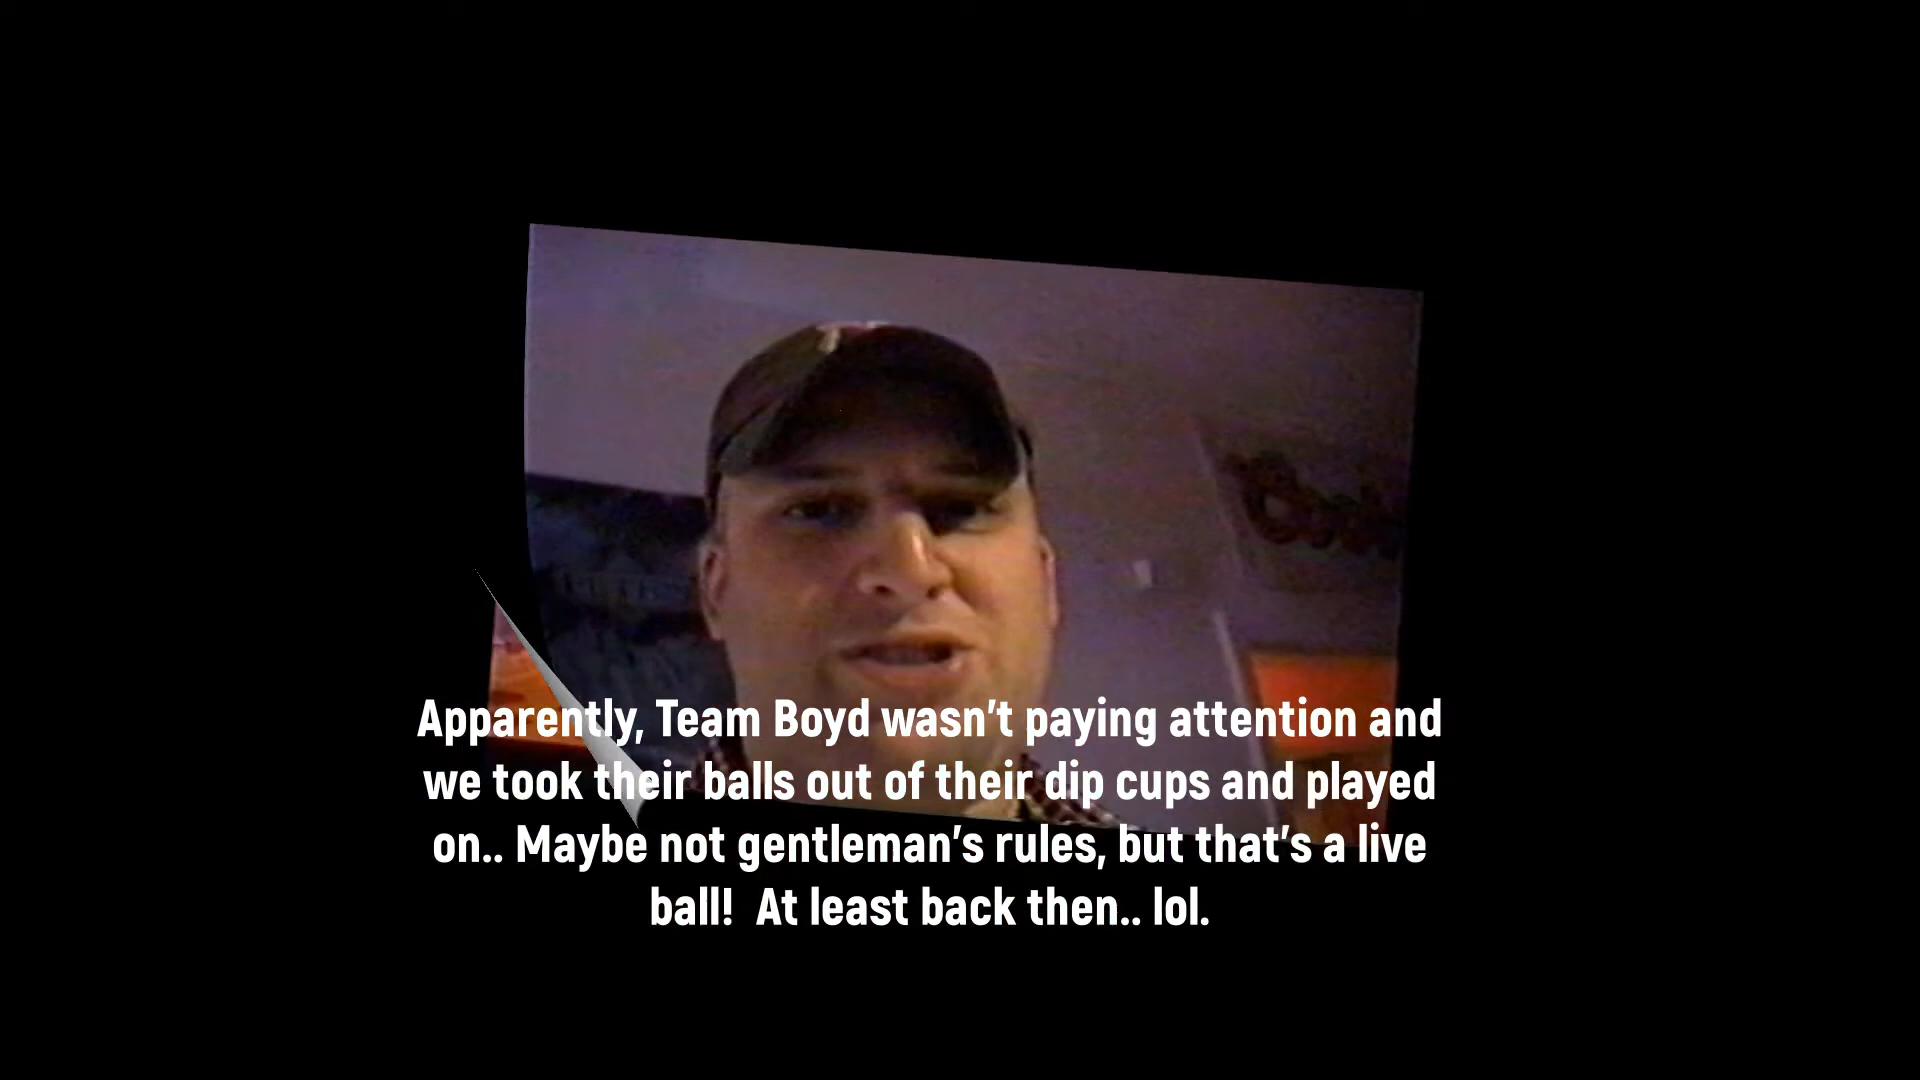 Apparently, Team Boyd wasn't paying attention and
we took their balls out of their dip cups and played
on.. Maybe not gentleman's rules, but that's a live
ball!  At least back then.. lol.